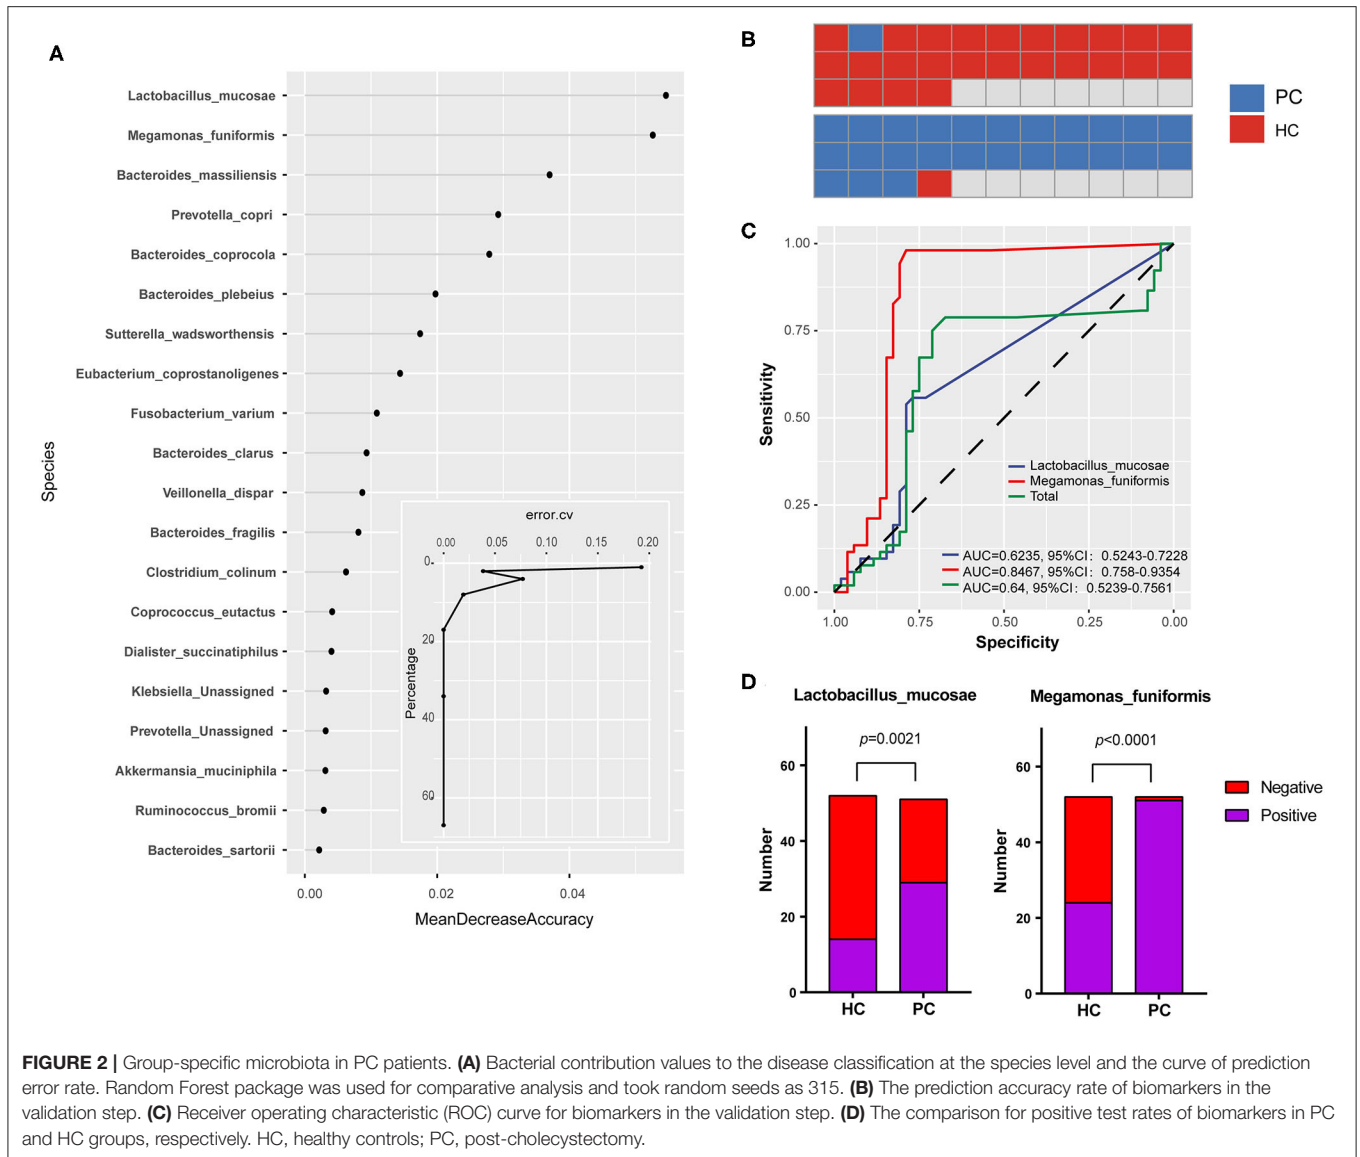 A
Species
Lactobacillus_mucosae
Megamonas_funiformis
Bacteroides_massiliensis
Prevotella_copri
Bacteroides_coprocola
Bacteroides_plebeius
Sutterella_wadsworthensis
Eubacterium_coprostanoligenes
Fusobacterium_varium
Bacteroides_clarus
Veillonella_dispar
Bacteroides_fragilis
Clostridium_colinum
Coprococcus_eutactus
Dialister_succinatiphilus
Klebsiella_Unassigned
Prevotella_Unassigned
Akkermansia_muciniphila
Ruminococcus_bromii
Bacteroides_sartorii
0.00 0.02 0.04
MeanDecreaseAccuracy
error.cv
0.00 0.05 0.10 0.15 0.20
Percentage
0
20
40
60
B
PC
HC
C
Sensitivity
1.00
0.75
0.50
0.25
0.00
Lactobacillus_mucosae
Megamonas_funiformis
Total
AUC=0.6235, 95%CI: 0.5243-0.7228
AUC=0.8467, 95%CI: 0.758-0.9354
AUC=0.64, 95%CI: 0.5239-0.7561
1.00 0.75 0.50 0.25 0.00
Specificity
D
Lactobacillus_mucosae
p=0.0021
Number
60
40
20
0
HC PC
Megamonas_funiformis
p<0.0001
Number
60
40
20
0
HC PC
Negative
Positive
FIGURE 2 | Group-specific microbiota in PC patients. (A) Bacterial contribution values to the disease classification at the species level and the curve of prediction
error rate. Random Forest package was used for comparative analysis and took random seeds as 315. (B) The prediction accuracy rate of biomarkers in the
validation step. (C) Receiver operating characteristic (ROC) curve for biomarkers in the validation step. (D) The comparison for positive test rates of biomarkers in PC
and HC groups, respectively. HC, healthy controls; PC, post-cholecystectomy.